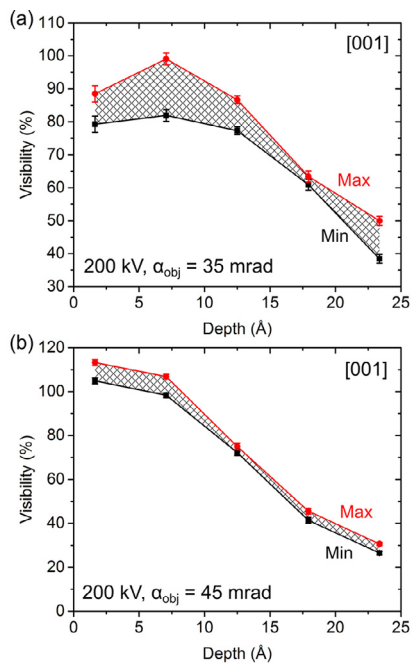 (a)
110
100
90
80
70
60
50
40
30
Visibility (%)
[001]
Max
Min
200 kV, αobj = 35 mrad
0 5 10 15 20 25
Depth (Å)
(b)
120
100
80
60
40
20
0
Visibility (%)
[001]
Max
Min
200 kV, αobj = 45 mrad
0 5 10 15 20 25
Depth (Å)